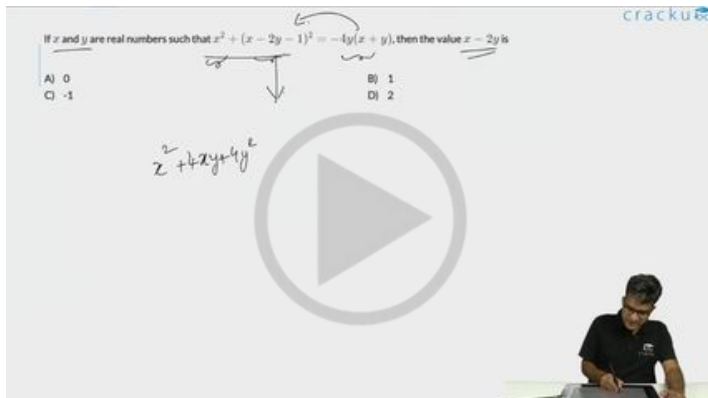 cracku
If x and y are real numbers such that x² + (x − 2y − 1)² = −4y(x + y), then the value x − 2y is
A) 0
B) 1
C) -1
D) 2
x² + 4xy + 4y²